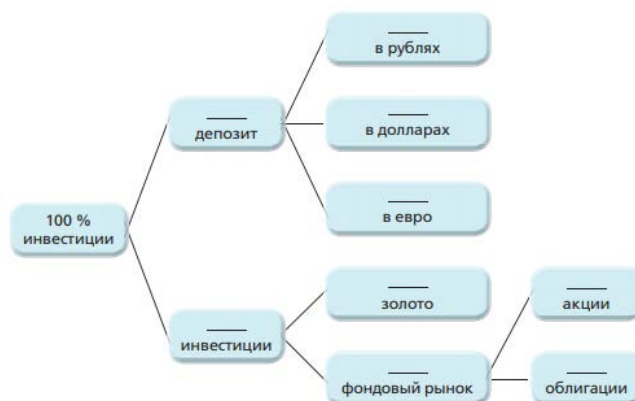 в рублях
депозит
в долларах
в евро
100 %
инвестиции
инвестиции
золото
фондовый рынок
акции
облигации